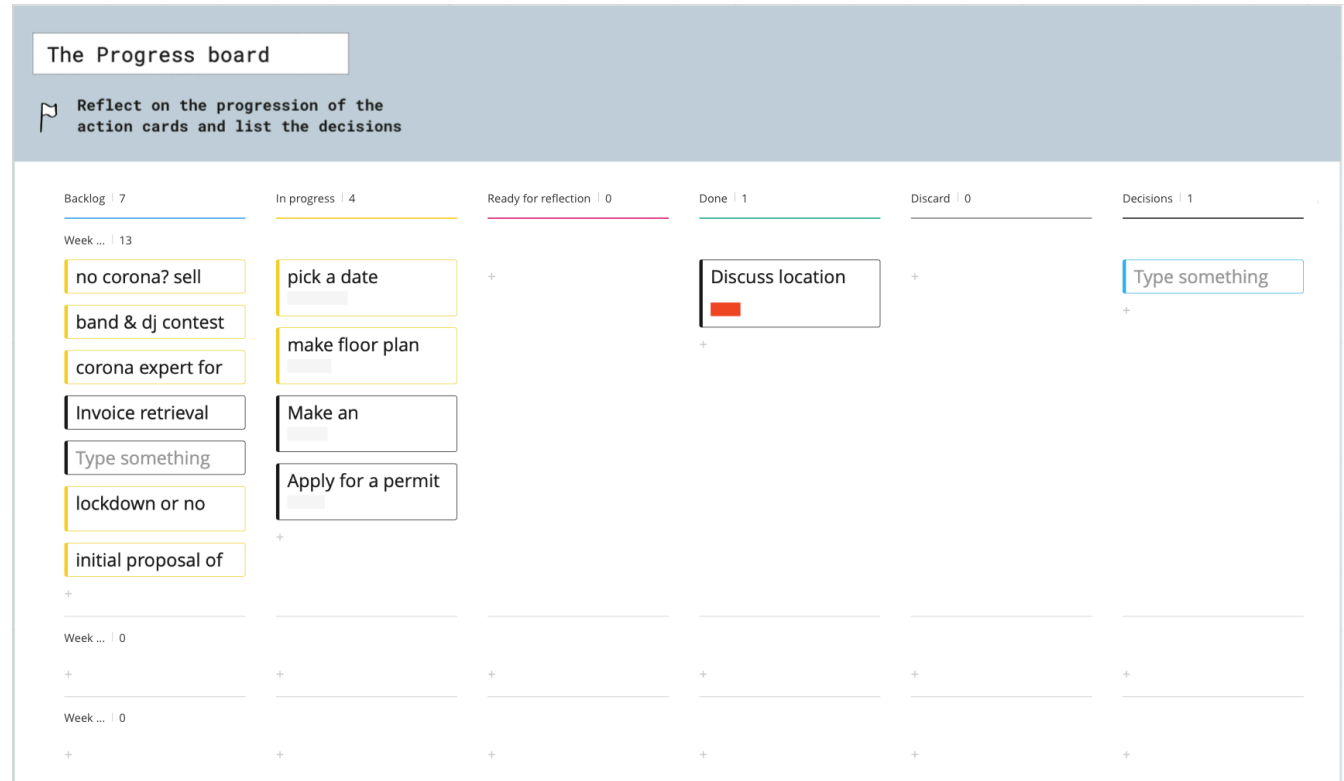 The Progress board
Reflect on the progression of the
action cards and list the decisions
Backlog 7
In progress 4
Ready for reflection 0
Done 1
Discard 0
Decisions 1
Week ... 13
no corona? sell
band & dj contest
corona expert for
Invoice retrieval
Type something
lockdown or no
initial proposal of
pick a date
make floor plan
Make an
Apply for a permit
Discuss location
Type something
Week ... 0
Week ... 0